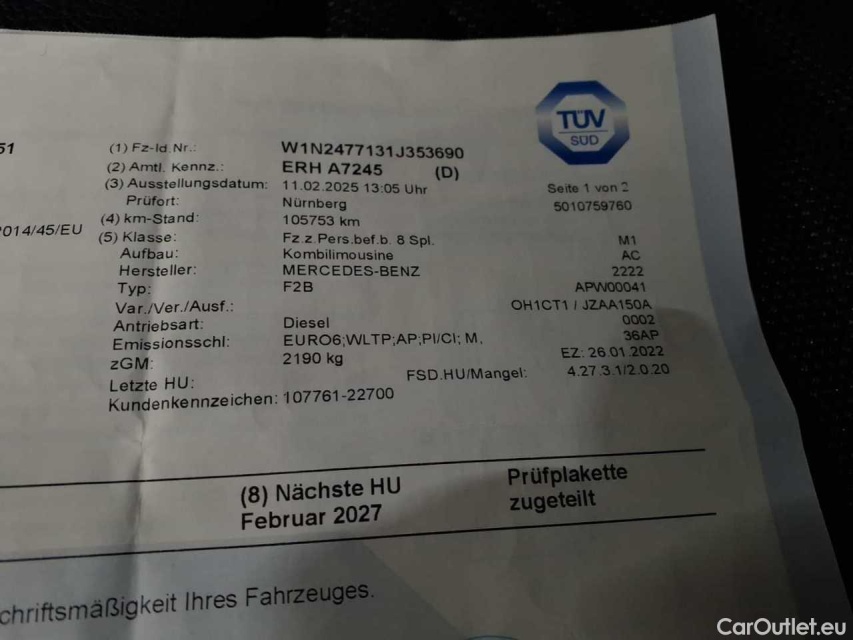 TÜV
SÜD
51
(1) Fz-Id.Nr.: W1N2477131J353690
(2) Amtl. Kennz.: ERH A7245 (D)
(3) Ausstellungsdatum: 11.02.2025 13:05 Uhr Seite 1 von 2
Prüfort: Nürnberg 5010759760
(4) km-Stand: 105753 km
2014/45/EU (5) Klasse: Fz.z.Pers.bef.b. 8 Spl. M1
Aufbau: Kombilimousine AC
Hersteller: MERCEDES-BENZ 2222
Typ: F2B APW00041
Var./Ver./Ausf.: OH1CT1 / JZAA150A
Antriebsart: Diesel 0002
Emissionsschl: EURO6;WLTP;AP;PI/CI; M, 36AP
zGM: 2190 kg EZ: 26.01.2022
Letzte HU: FSD.HU/Mangel: 4.27.3.1/2.0.20
Kundenkennzeichen: 107761-22700
(8) Nächste HU Prüfplakette
Februar 2027 zugeteilt
chriftsmäßigkeit Ihres Fahrzeuges.
CarOutlet.eu